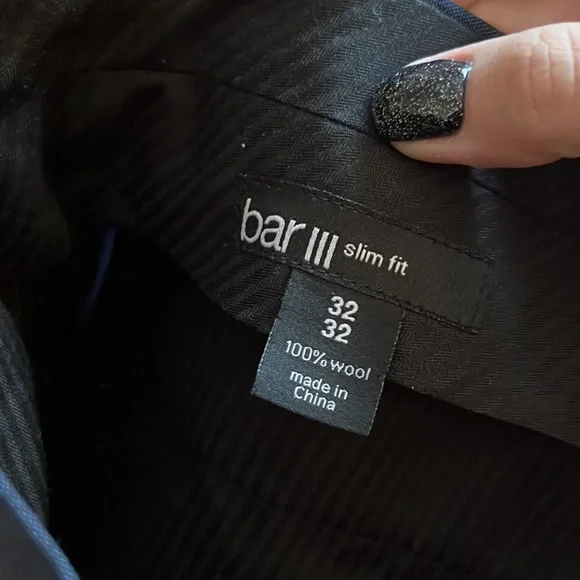 bar III slim fit
32
32
100% wool
made in
China